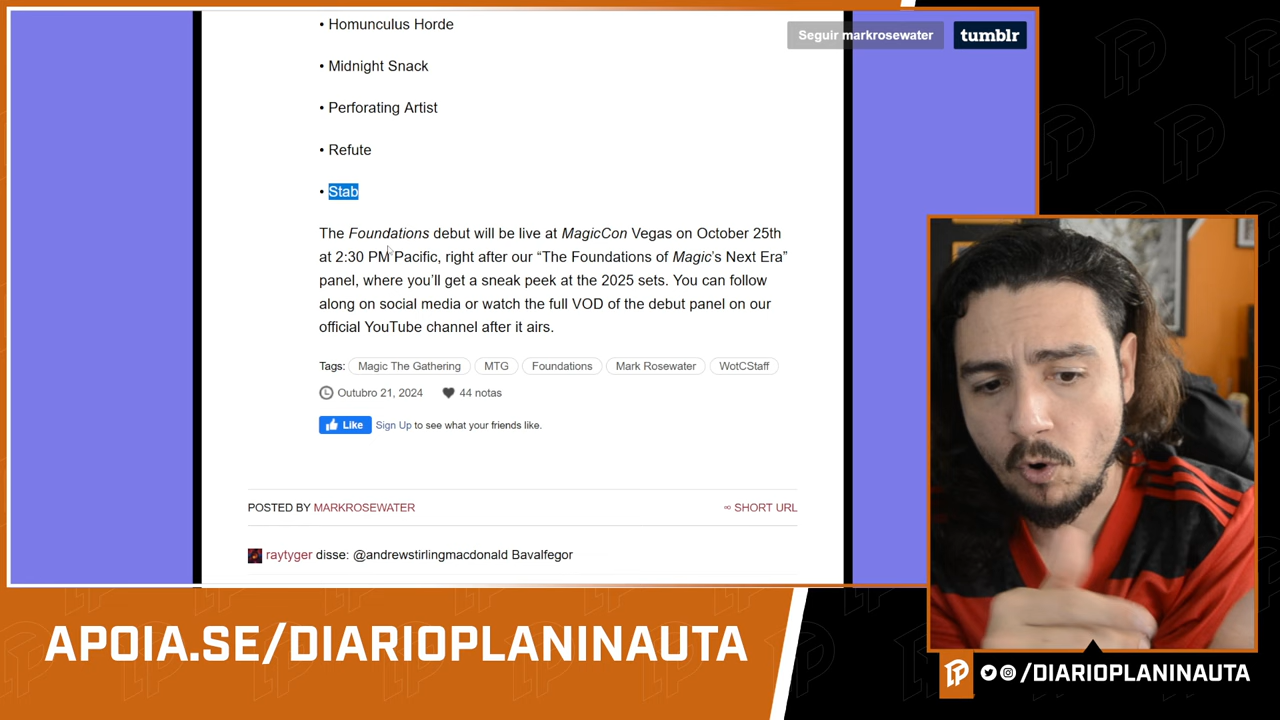 • Homunculus Horde
Seguir markrosewater
tumblr
• Midnight Snack
• Perforating Artist
• Refute
• Stab
The Foundations debut will be live at MagicCon Vegas on October 25th
at 2:30 PM Pacific, right after our “The Foundations of Magic’s Next Era”
panel, where you’ll get a sneak peek at the 2025 sets. You can follow
along on social media or watch the full VOD of the debut panel on our
official YouTube channel after it airs.
Tags: Magic The Gathering MTG Foundations Mark Rosewater WotCStaff
Outubro 21, 2024 44 notas
Like Sign Up to see what your friends like.
POSTED BY MARKROSEWATER
∞ SHORT URL
raytyger disse: @andrewstirlingmacdonald Bavalfegor
APOIA.SE/DIARIOPLANINAUTA
/DIARIOPLANINAUTA